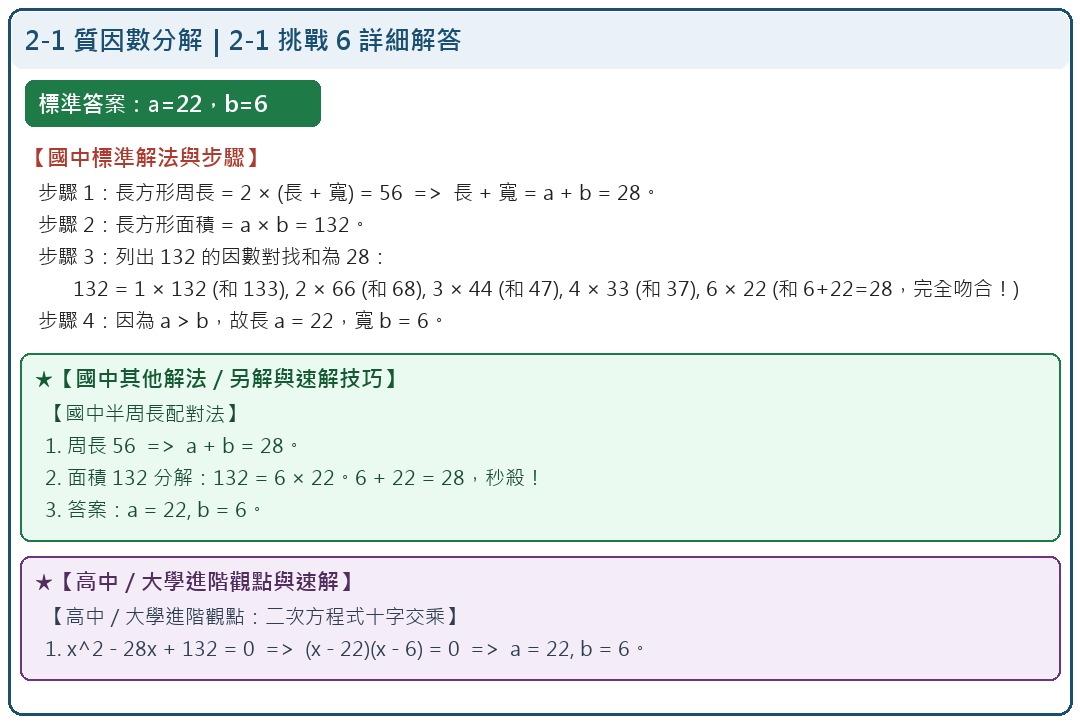 2-1 質因數分解 | 2-1 挑戰 6 詳細解答
標準答案：a=22，b=6
【國中標準解法與步驟】
步驟 1：長方形周長 = 2 × (長 + 寬) = 56 => 長 + 寬 = a + b = 28。
步驟 2：長方形面積 = a × b = 132。
步驟 3：列出 132 的因數對找和為 28：
132 = 1 × 132 (和 133), 2 × 66 (和 68), 3 × 44 (和 47), 4 × 33 (和 37), 6 × 22 (和 6+22=28，完全吻合！)
步驟 4：因為 a > b，故長 a = 22，寬 b = 6。
★【國中其他解法 / 另解與速解技巧】
【國中半周長配對法】
1. 周長 56 => a + b = 28。
2. 面積 132 分解：132 = 6 × 22。6 + 22 = 28，秒殺！
3. 答案：a = 22, b = 6。
★【高中 / 大學進階觀點與速解】
【高中 / 大學進階觀點：二次方程式十字交乘】
1. x^2 - 28x + 132 = 0 => (x - 22)(x - 6) = 0 => a = 22, b = 6。